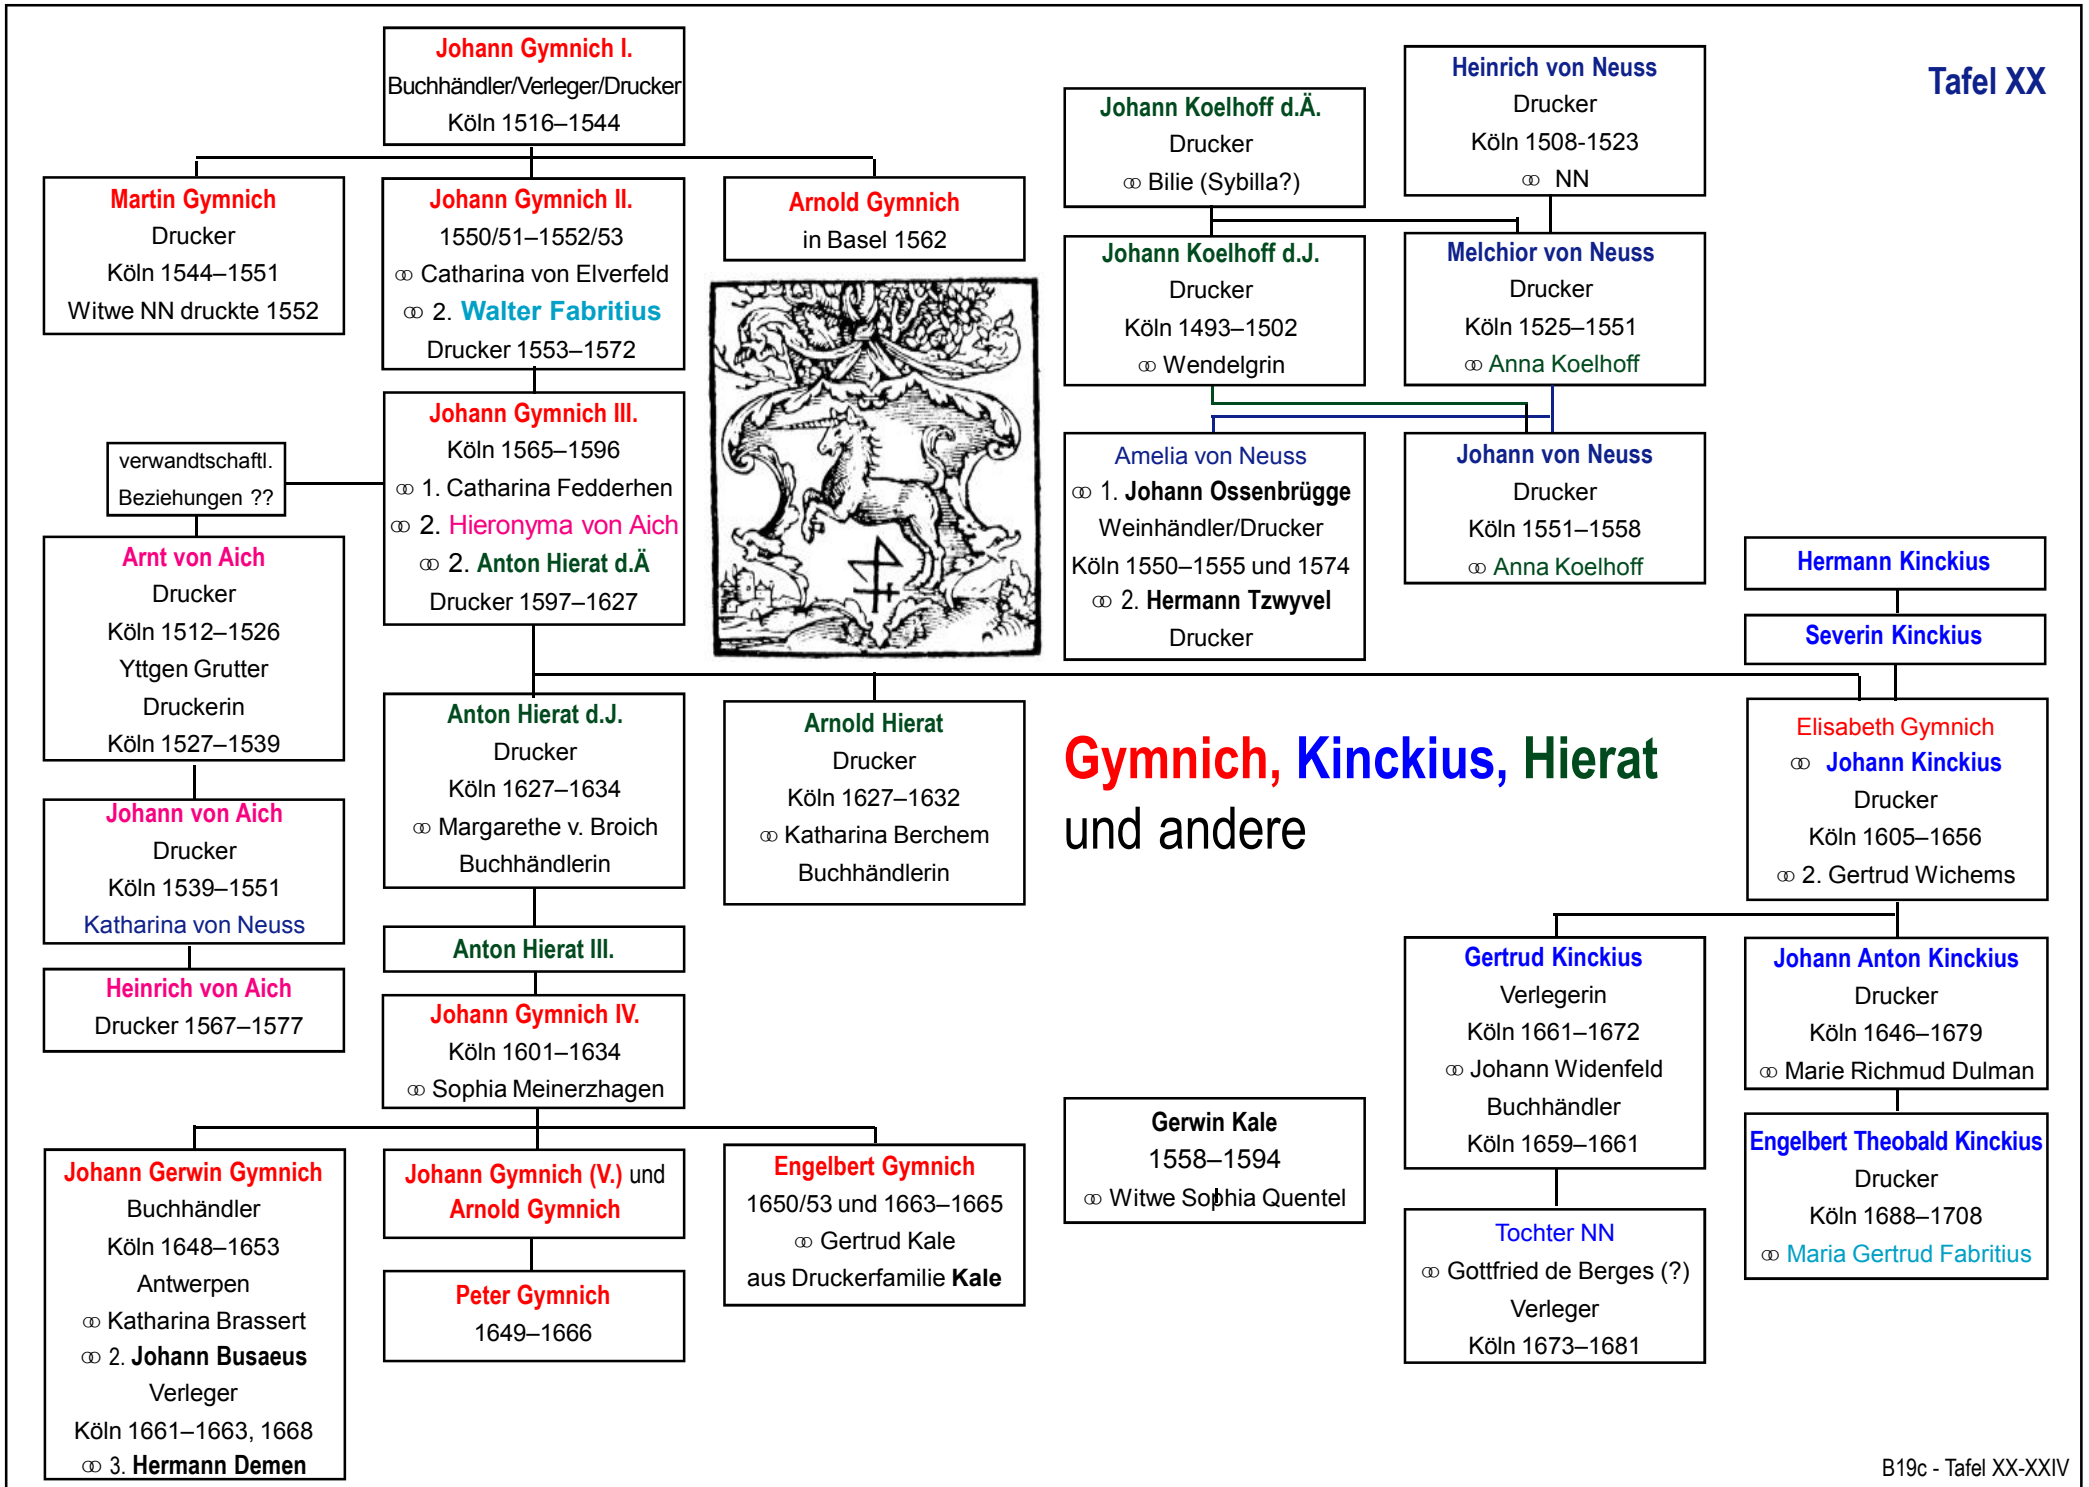 Tafel XX
Johann Gymnich I.
Buchhändler/Verleger/Drucker
Köln 1516–1544
Martin Gymnich
Drucker
Köln 1544–1551
Witwe NN druckte 1552
Johann Gymnich II.
1550/51–1552/53
⚭ Catharina von Elverfeld
⚭ 2. Walter Fabritius
Drucker 1553–1572
Arnold Gymnich
in Basel 1562
Johann Koelhoff d.Ä.
Drucker
⚭ Bilie (Sybilla?)
Heinrich von Neuss
Drucker
Köln 1508-1523
⚭ NN
Johann Koelhoff d.J.
Drucker
Köln 1493–1502
⚭ Wendelgrin
Melchior von Neuss
Drucker
Köln 1525–1551
⚭ Anna Koelhoff
Johann Gymnich III.
Köln 1565–1596
⚭ 1. Catharina Fedderhen
⚭ 2. Hieronyma von Aich
⚭ 2. Anton Hierat d.Ä
Drucker 1597–1627
verwandtschaftl.
Beziehungen ??
Arnt von Aich
Drucker
Köln 1512–1526
Yttgen Grutter
Druckerin
Köln 1527–1539
Johann von Aich
Drucker
Köln 1539–1551
Katharina von Neuss
Heinrich von Aich
Drucker 1567–1577
Amelia von Neuss
⚭ 1. Johann Ossenbrügge
Weinhändler/Drucker
Köln 1550–1555 und 1574
⚭ 2. Hermann Tzwyvel
Drucker
Johann von Neuss
Drucker
Köln 1551–1558
⚭ Anna Koelhoff
Hermann Kinckius
Severin Kinckius
Anton Hierat d.J.
Drucker
Köln 1627–1634
⚭ Margarethe v. Broich
Buchhändlerin
Arnold Hierat
Drucker
Köln 1627–1632
⚭ Katharina Berchem
Buchhändlerin
Gymnich, Kinckius, Hierat
und andere
Elisabeth Gymnich
⚭ Johann Kinckius
Drucker
Köln 1605–1656
⚭ 2. Gertrud Wichems
Anton Hierat III.
Johann Gymnich IV.
Köln 1601–1634
⚭ Sophia Meinerzhagen
Gertrud Kinckius
Verlegerin
Köln 1661–1672
⚭ Johann Widenfeld
Buchhändler
Köln 1659–1661
Johann Anton Kinckius
Drucker
Köln 1646–1679
⚭ Marie Richmud Dulman
Johann Gerwin Gymnich
Buchhändler
Köln 1648–1653
Antwerpen
⚭ Katharina Brassert
⚭ 2. Johann Busaeus
Verleger
Köln 1661–1663, 1668
⚭ 3. Hermann Demen
Johann Gymnich (V.) und
Arnold Gymnich
Peter Gymnich
1649–1666
Engelbert Gymnich
1650/53 und 1663–1665
⚭ Gertrud Kale
aus Druckerfamilie Kale
Gerwin Kale
1558–1594
⚭ Witwe Sophia Quentel
Tochter NN
⚭ Gottfried de Berges (?)
Verleger
Köln 1673–1681
Engelbert Theobald Kinckius
Drucker
Köln 1688–1708
⚭ Maria Gertrud Fabritius
B19c - Tafel XX-XXIV